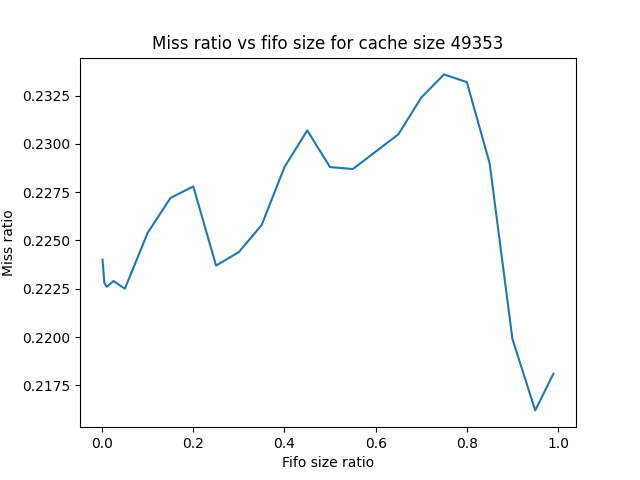 Miss ratio vs fifo size for cache size 49353
0.2325
0.2300
0.2275
0.2250
0.2225
0.2200
0.2175
Miss ratio
0.0 0.2 0.4 0.6 0.8 1.0
Fifo size ratio